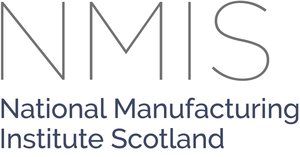 NMIS
National Manufacturing
Institute Scotland